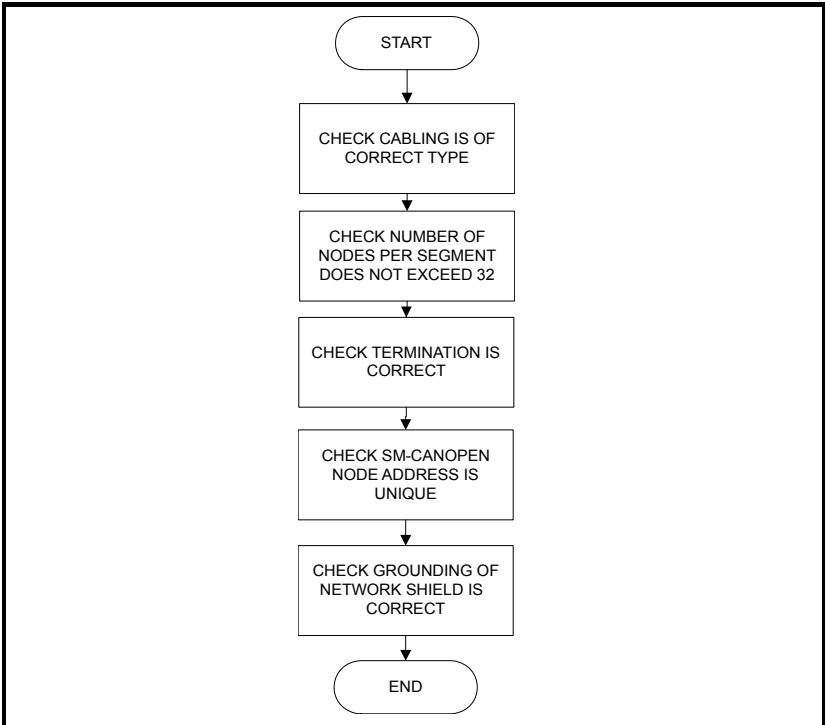 START
CHECK CABLING IS OF
CORRECT TYPE
CHECK NUMBER OF
NODES PER SEGMENT
DOES NOT EXCEED 32
CHECK TERMINATION IS
CORRECT
CHECK SM-CANOPEN
NODE ADDRESS IS
UNIQUE
CHECK GROUNDING OF
NETWORK SHIELD IS
CORRECT
END